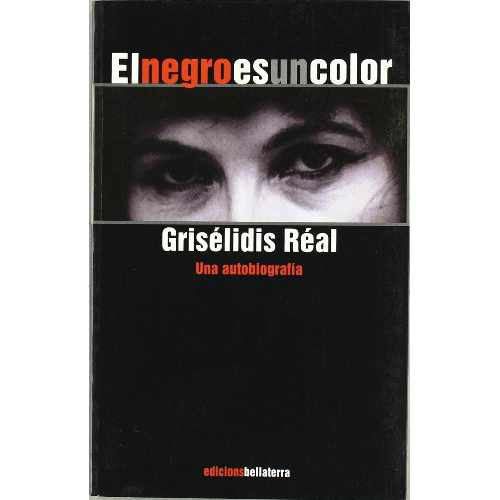 Elnegroesuncolor
Grisélidis Réal
Una autobiografía
edicionsbellaterra